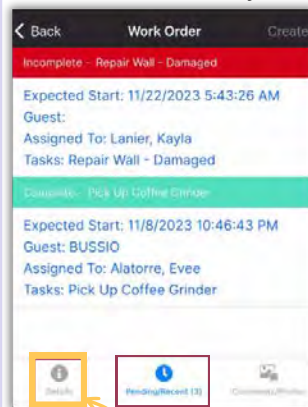 Back Work Order Create
Incomplete - Repair Wall - Damaged
Expected Start: 11/22/2023 5:43:26 AM
Guest:
Assigned To: Lanier, Kayla
Tasks: Repair Wall - Damaged
Complete - Pick Up Coffee Grinder
Expected Start: 11/8/2023 10:46:43 PM
Guest: BUSSIO
Assigned To: Alatorre, Evee
Tasks: Pick Up Coffee Grinder
Details Pending/Recent (3) Comments/Photos